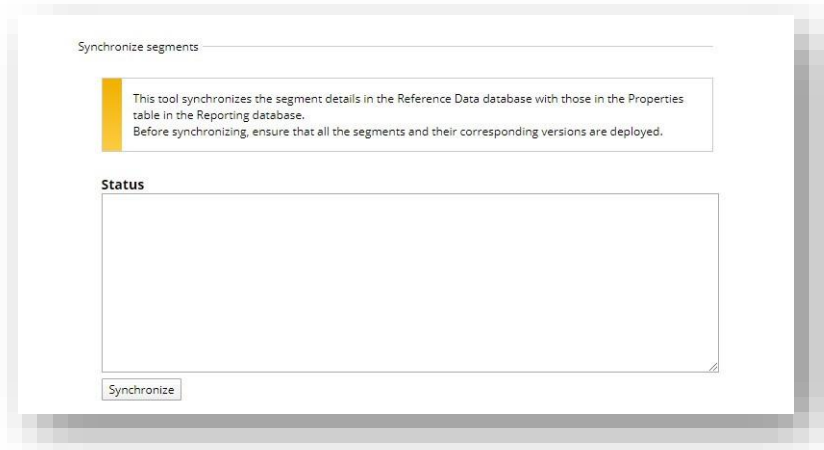 Synchronize segments
This tool synchronizes the segment details in the Reference Data database with those in the Properties
table in the Reporting database.
Before synchronizing, ensure that all the segments and their corresponding versions are deployed.
Status
Synchronize